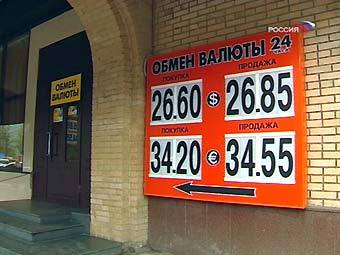 РОССИЯ
ОБМЕН ВАЛЮТЫ 24
ПОКУПКА ПРОДАЖА
26.60 $ 26.85
ПОКУПКА ПРОДАЖА
34.20 € 34.55
ОБМЕН
ВАЛЮТЫ